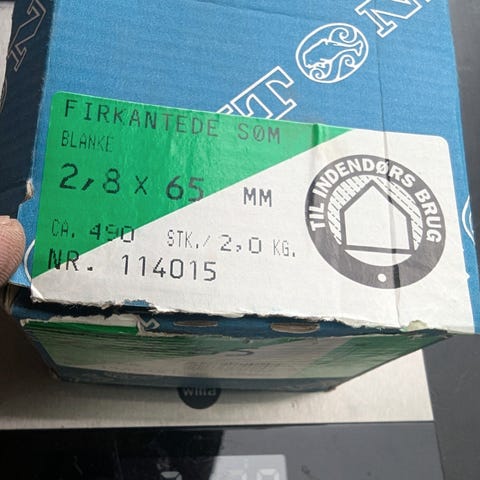 FIRKANTEDE SØM
BLANKE
2,8 X 65 MM
CA. 490 STK./2,0 KG.
NR. 114015
TIL INDENDØRS BRUG